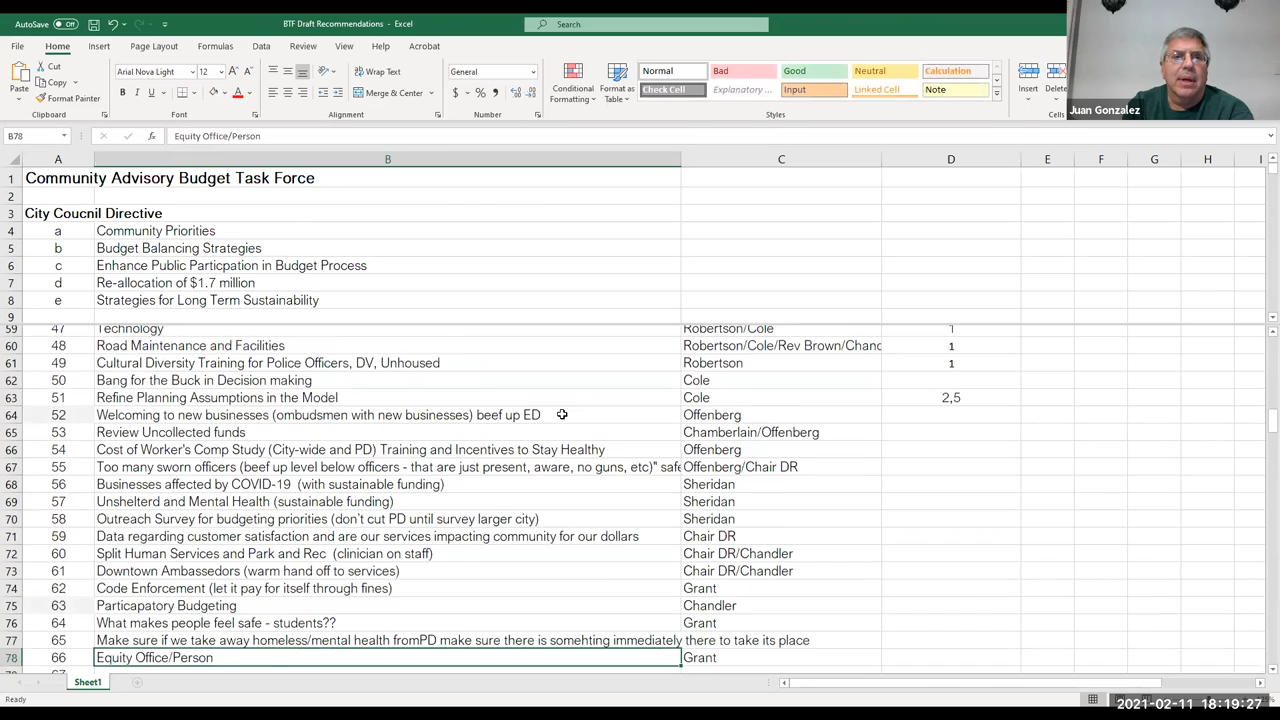 AutoSave Off BTF Draft Recommendations - Excel Search
File Home Insert Page Layout Formulas Data Review View Help Acrobat
Cut Arial Nova Light 12 Wrap Text General Normal Bad Good Neutral Calculation
Paste Copy Format Painter Merge & Center Conditional Formatting Format as Table Check Cell Explanatory ... Input Linked Cell Note Insert Delete
Clipboard Font Alignment Number Styles Cells
Juan Gonzalez
B78 fx Equity Office/Person
A B C D E F G H I
1 Community Advisory Budget Task Force
2
3 City Coucnil Directive
4 a Community Priorities
5 b Budget Balancing Strategies
6 c Enhance Public Particpation in Budget Process
7 d Re-allocation of $1.7 million
8 e Strategies for Long Term Sustainability
9
59 47 Technology Robertson/Cole 1
60 48 Road Maintenance and Facilities Robertson/Cole/Rev Brown/Chanc 1
61 49 Cultural Diversity Training for Police Officers, DV, Unhoused Robertson 1
62 50 Bang for the Buck in Decision making Cole
63 51 Refine Planning Assumptions in the Model Cole 2,5
64 52 Welcoming to new businesses (ombudsmen with new businesses) beef up ED Offenberg
65 53 Review Uncollected funds Chamberlain/Offenberg
66 54 Cost of Worker's Comp Study (City-wide and PD) Training and Incentives to Stay Healthy Offenberg
67 55 Too many sworn officers (beef up level below officers - that are just present, aware, no guns, etc)" safe Offenberg/Chair DR
68 56 Businesses affected by COVID-19 (with sustainable funding) Sheridan
69 57 Unshelterd and Mental Health (sustainable funding) Sheridan
70 58 Outreach Survey for budgeting priorities (don't cut PD until survey larger city) Sheridan
71 59 Data regarding customer satisfaction and are our services impacting community for our dollars Chair DR
72 60 Split Human Services and Park and Rec (clinician on staff) Chair DR/Chandler
73 61 Downtown Ambassedors (warm hand off to services) Chair DR/Chandler
74 62 Code Enforcement (let it pay for itself through fines) Grant
75 63 Particapatory Budgeting Chandler
76 64 What makes people feel safe - students?? Grant
77 65 Make sure if we take away homeless/mental health fromPD make sure there is somehting immediately there to take its place
78 66 Equity Office/Person Grant
Sheet1
Ready
2021-02-11 18:19:27